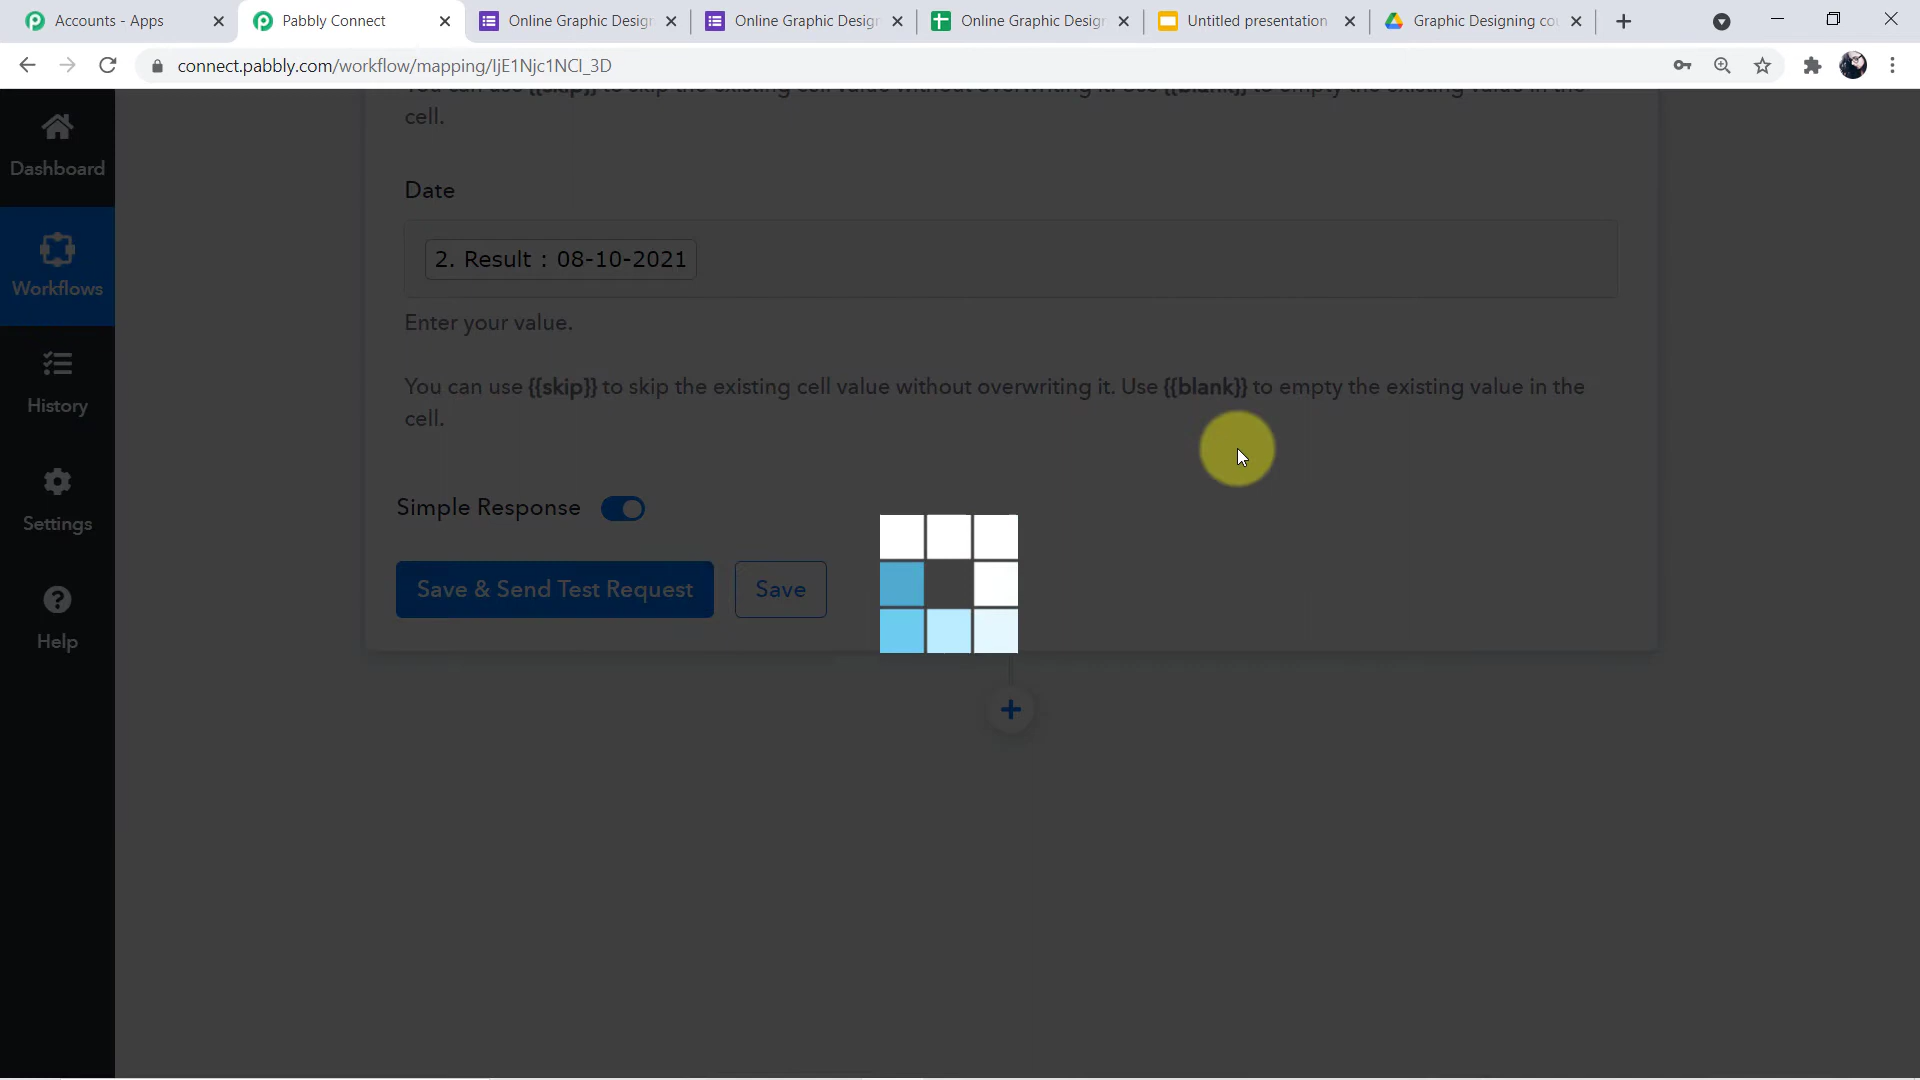 Accounts - Apps
Pabbly Connect
Online Graphic Design
Online Graphic Design
Online Graphic Design
Untitled presentation
Graphic Designing co
connect.pabbly.com/workflow/mapping/IjE1Njc1NCI_3D
You can use {{skip}} to skip the existing cell value without overwriting it. Use {{blank}} to empty the existing value in the
cell.
Dashboard
Date
2. Result : 08-10-2021
Workflows
Enter your value.
You can use {{skip}} to skip the existing cell value without overwriting it. Use {{blank}} to empty the existing value in the
cell.
History
Simple Response
Settings
Save & Send Test Request
Save
Help